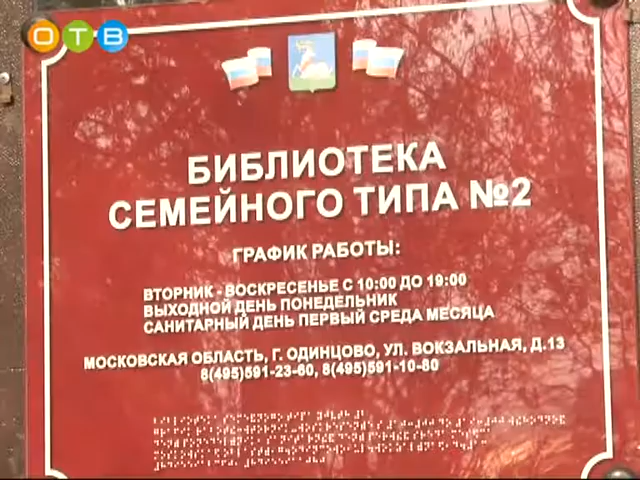 ОТВ
БИБЛИОТЕКА
СЕМЕЙНОГО ТИПА №2
ГРАФИК РАБОТЫ:
ВТОРНИК - ВОСКРЕСЕНЬЕ С 10:00 ДО 19:00
ВЫХОДНОЙ ДЕНЬ ПОНЕДЕЛЬНИК
САНИТАРНЫЙ ДЕНЬ ПЕРВЫЙ СРЕДА МЕСЯЦА
МОСКОВСКАЯ ОБЛАСТЬ, Г. ОДИНЦОВО, УЛ. ВОКЗАЛЬНАЯ, Д.13
8(495)591-23-60, 8(495)591-10-80